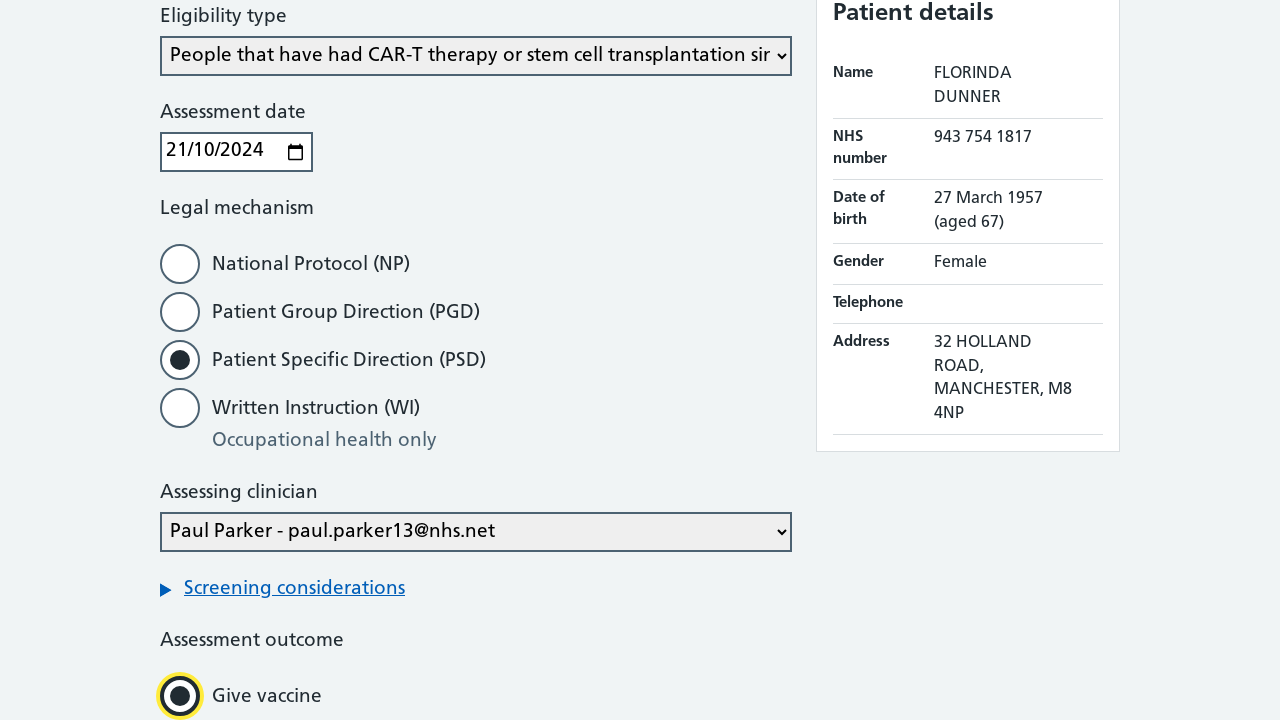 Eligibility type
People that have had CAR-T therapy or stem cell transplantation sir
Assessment date
21/10/2024
Legal mechanism
National Protocol (NP)
Patient Group Direction (PGD)
Patient Specific Direction (PSD)
Written Instruction (WI)
Occupational health only
Assessing clinician
Paul Parker - paul.parker13@nhs.net
Screening considerations
Assessment outcome
Give vaccine
Patient details
Name
FLORINDA
DUNNER
NHS
number
943 754 1817
Date of
birth
27 March 1957
(aged 67)
Gender
Female
Telephone
Address
32 HOLLAND
ROAD,
MANCHESTER, M8
4NP